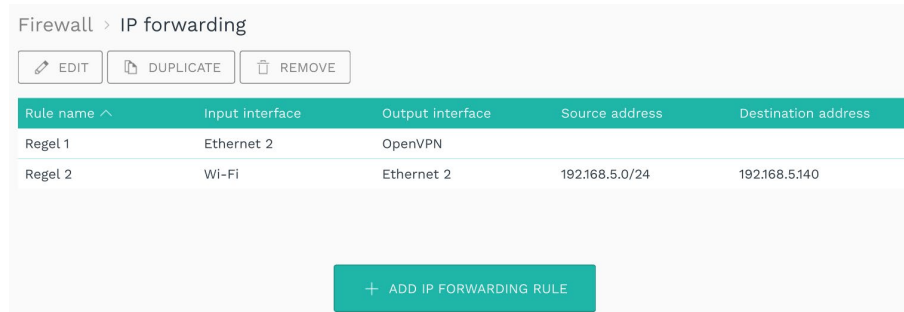 Firewall > IP forwarding
EDIT DUPLICATE REMOVE
Rule name Input interface Output interface Source address Destination address
Regel 1 Ethernet 2 OpenVPN
Regel 2 Wi-Fi Ethernet 2 192.168.5.0/24 192.168.5.140
+ ADD IP FORWARDING RULE